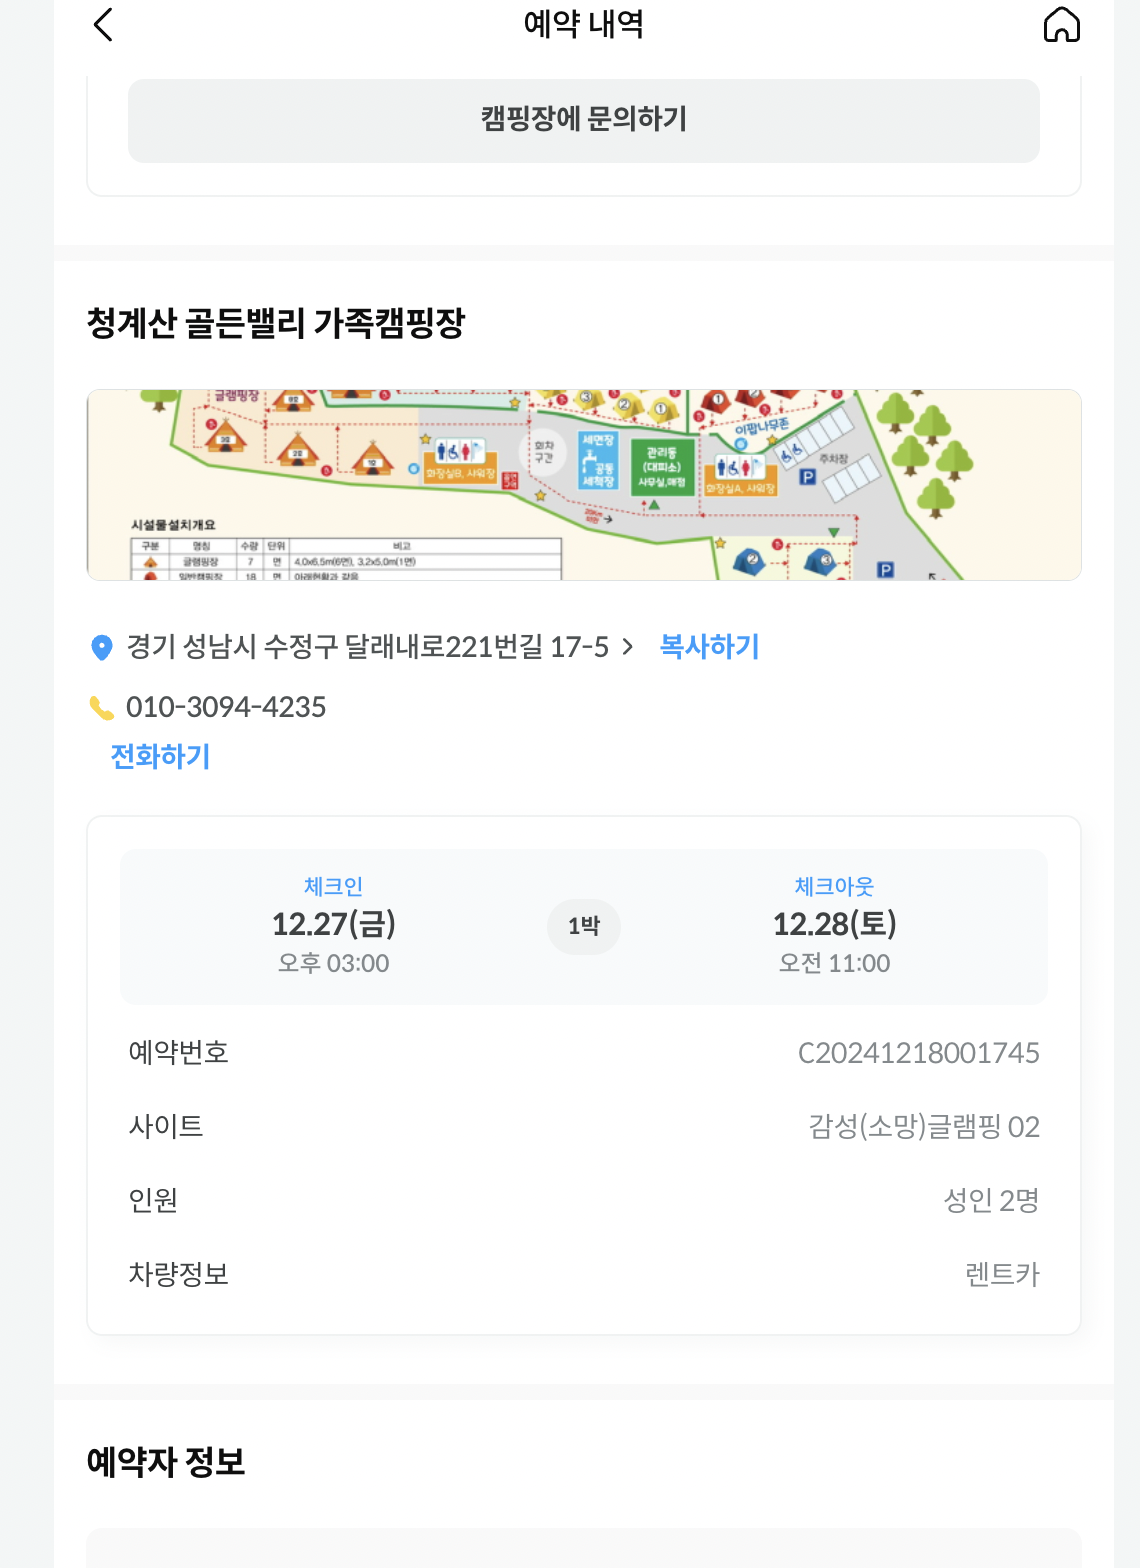 예약 내역
캠핑장에 문의하기
청계산 골든밸리 가족캠핑장
글램핑장
03
02
01
3
2
1
1
이팝나무존
화장실B, 샤워장
회차
구간
세면장
공동
세척장
관리동
(대피소)
사무실,매점
화장실A, 샤워장
주차장
P
시설물설치개요
구분 명칭 수량 단위 비고
글램핑장 7 면 4.0x6.5m(6면), 3.2x5.0m(1면)
일반캠핑장 18 면 아래현황과 같음
2
3
P
경기 성남시 수정구 달래내로221번길 17-5 > 복사하기
010-3094-4235
전화하기
체크인
12.27(금)
오후 03:00
1박
체크아웃
12.28(토)
오전 11:00
예약번호 C20241218001745
사이트 감성(소망)글램핑 02
인원 성인 2명
차량정보 렌트카
예약자 정보